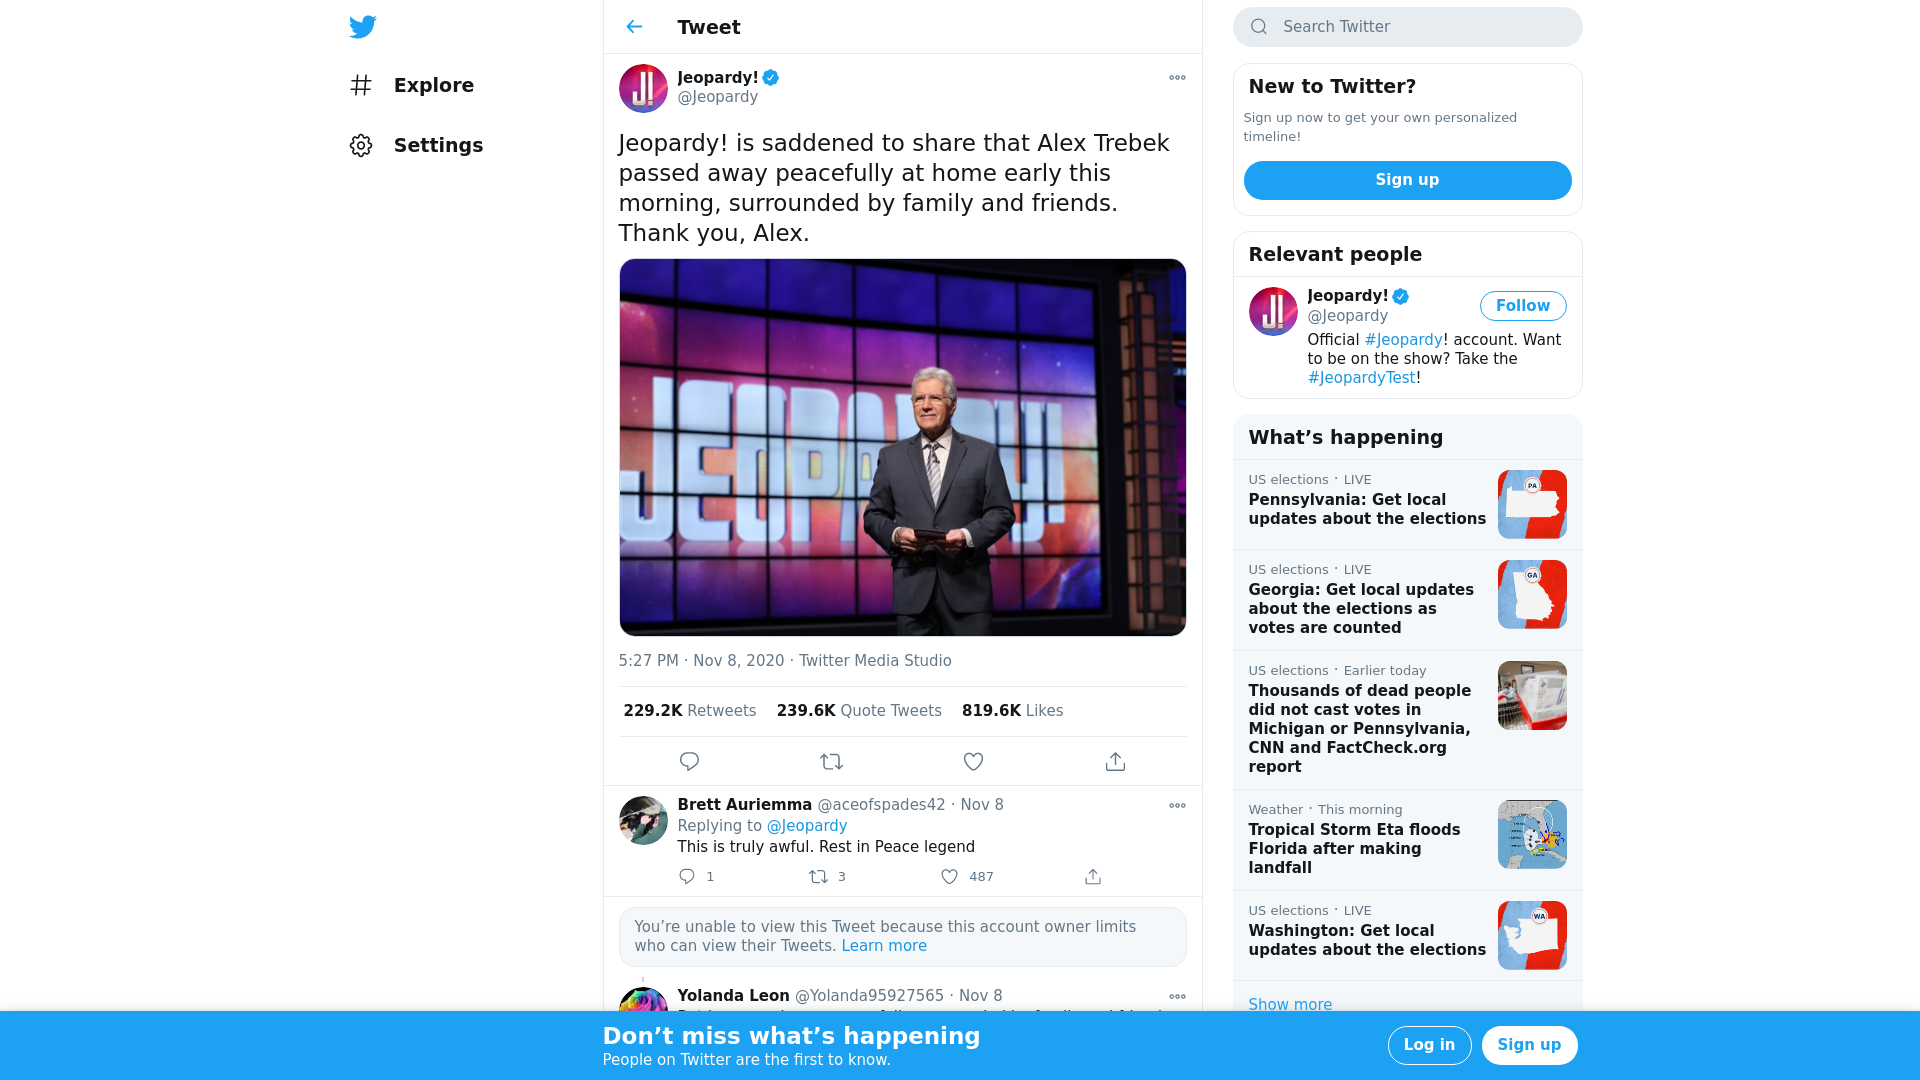 Explore
Settings
Tweet
Jeopardy!
@Jeopardy
Jeopardy! is saddened to share that Alex Trebek
passed away peacefully at home early this
morning, surrounded by family and friends.
Thank you, Alex.
JEOPARDY!
5:27 PM · Nov 8, 2020 · Twitter Media Studio
229.2K Retweets 239.6K Quote Tweets 819.6K Likes
Brett Auriemma @aceofspades42 · Nov 8
Replying to @Jeopardy
This is truly awful. Rest in Peace legend
1 3 487
You’re unable to view this Tweet because this account owner limits
who can view their Tweets. Learn more
Yolanda Leon @Yolanda95927565 · Nov 8
Search Twitter
New to Twitter?
Sign up now to get your own personalized
timeline!
Sign up
Relevant people
Jeopardy!
@Jeopardy
Follow
Official #Jeopardy! account. Want
to be on the show? Take the
#JeopardyTest!
What’s happening
US elections · LIVE
Pennsylvania: Get local
updates about the elections
PA
US elections · LIVE
Georgia: Get local updates
about the elections as
votes are counted
GA
US elections · Earlier today
Thousands of dead people
did not cast votes in
Michigan or Pennsylvania,
CNN and FactCheck.org
report
Weather · This morning
Tropical Storm Eta floods
Florida after making
landfall
US elections · LIVE
Washington: Get local
updates about the elections
WA
Show more
Don’t miss what’s happening
People on Twitter are the first to know.
Log in
Sign up